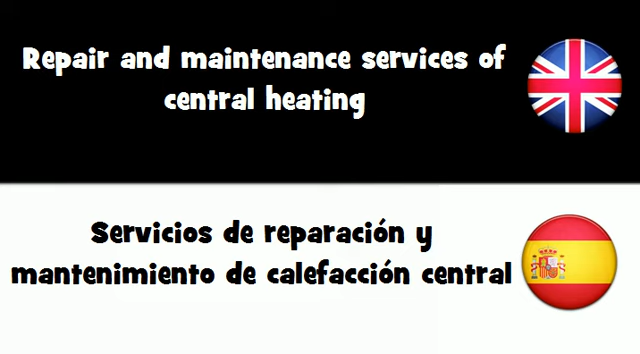 Repair and maintenance services of
central heating
Servicios de reparación y
mantenimiento de calefacción central